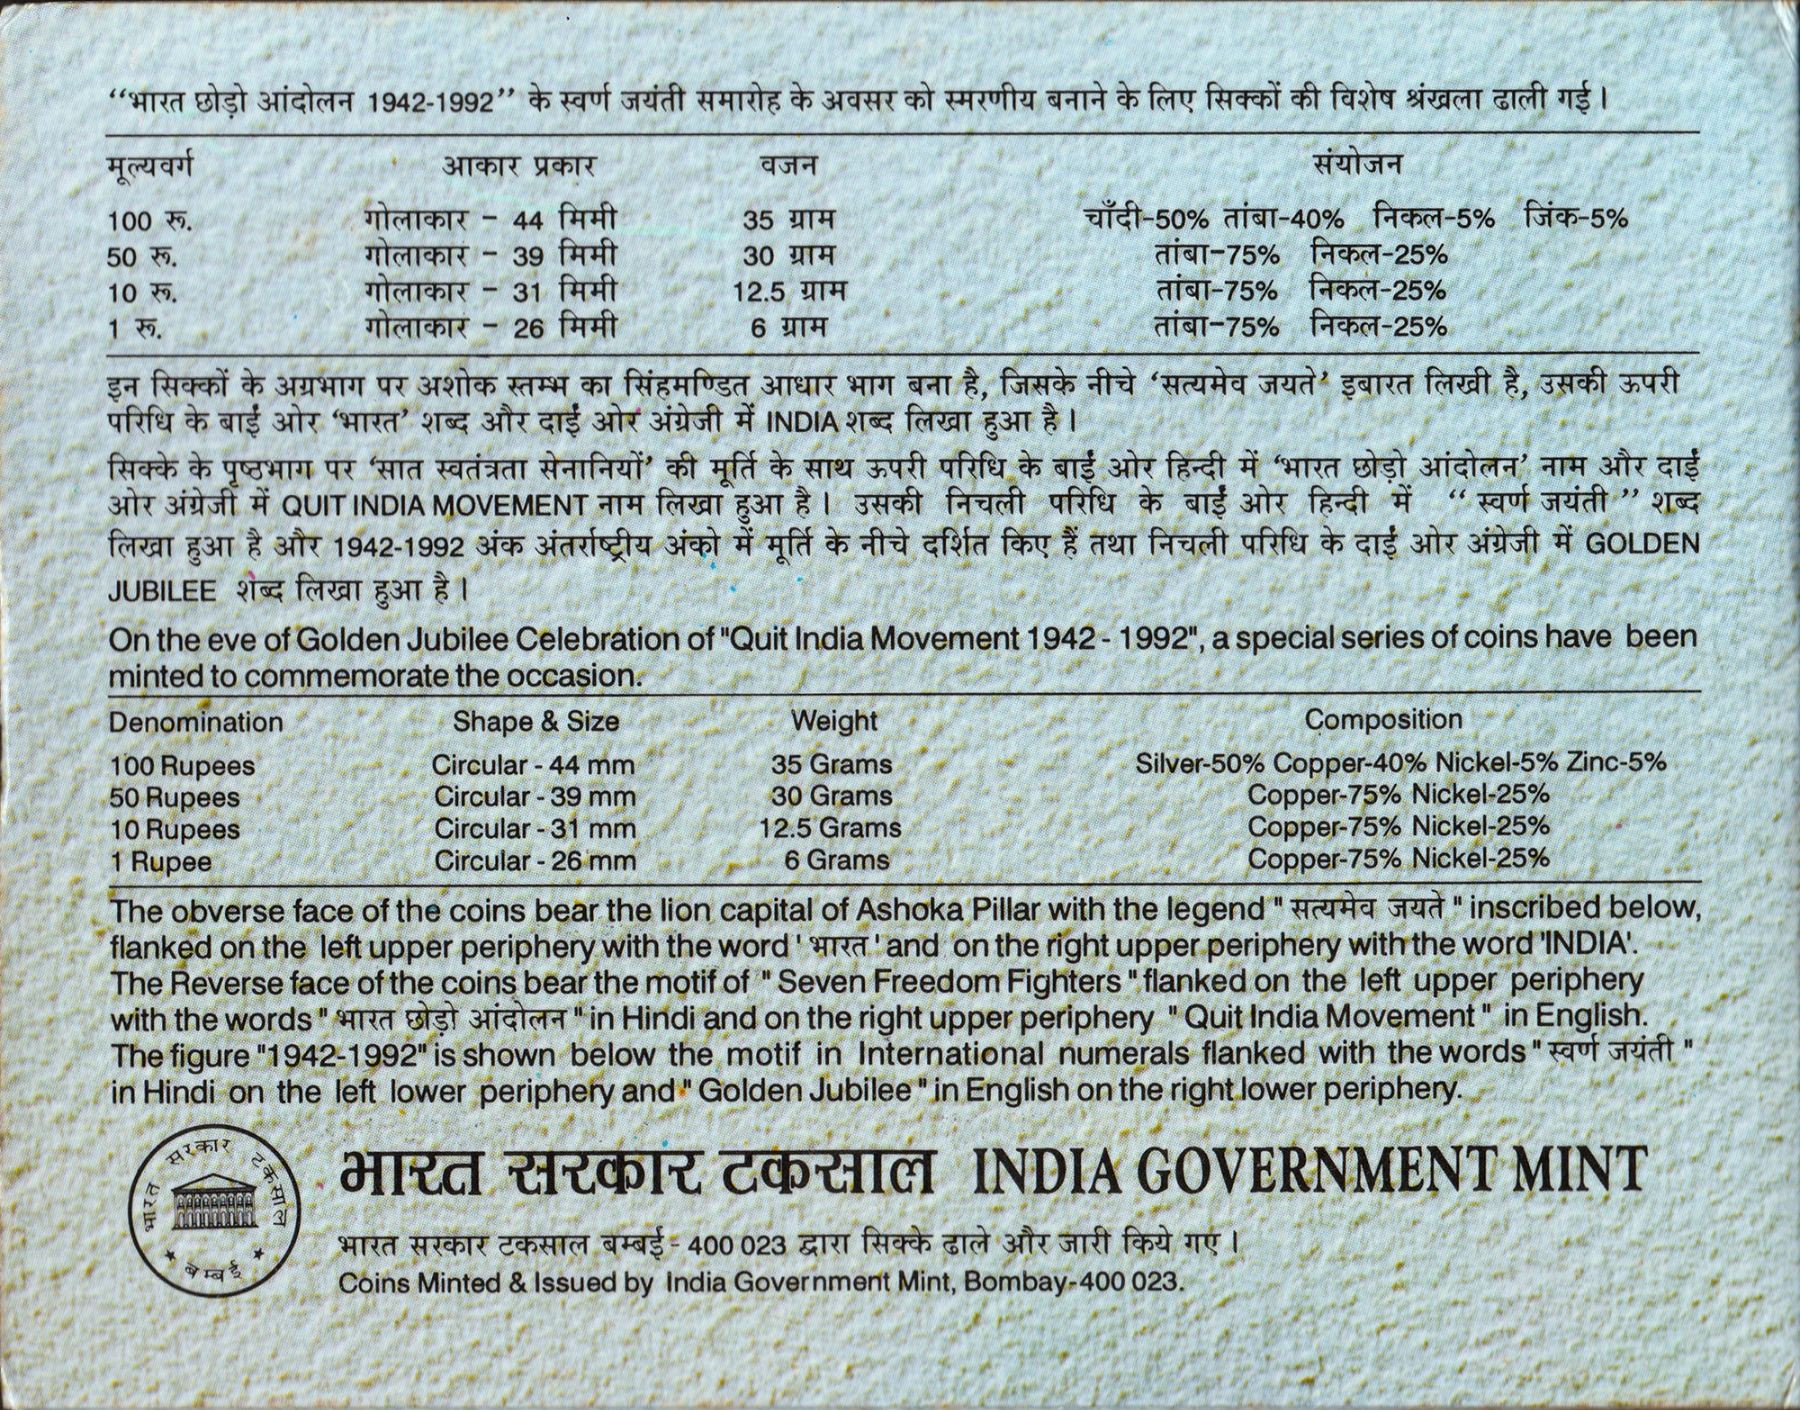 “भारत छोड़ो आंदोलन 1942-1992” के स्वर्ण जयंती समारोह के अवसर को स्मरणीय बनाने के लिए सिक्कों की विशेष श्रंखला ढाली गई।
मूल्यवर्ग आकार प्रकार वजन संयोजन
100 रू. गोलाकार - 44 मिमी 35 ग्राम चाँदी-50% तांबा-40% निकल-5% जिंक-5%
50 रू. गोलाकार - 39 मिमी 30 ग्राम तांबा-75% निकल-25%
10 रू. गोलाकार - 31 मिमी 12.5 ग्राम तांबा-75% निकल-25%
1 रू. गोलाकार - 26 मिमी 6 ग्राम तांबा-75% निकल-25%
इन सिक्कों के अग्रभाग पर अशोक स्तम्भ का सिंहमण्डित आधार भाग बना है, जिसके नीचे ‘सत्यमेव जयते’ इबारत लिखी है, उसकी ऊपरी
परिधि के बाईं ओर ‘भारत’ शब्द और दाईं ओर अंग्रेजी में INDIA शब्द लिखा हुआ है।
सिक्के के पृष्ठभाग पर ‘सात स्वतंत्रता सेनानियों’ की मूर्ति के साथ ऊपरी परिधि के बाईं ओर हिन्दी में ‘भारत छोड़ो आंदोलन’ नाम और दाईं
ओर अंग्रेजी में QUIT INDIA MOVEMENT नाम लिखा हुआ है। उसकी निचली परिधि के बाईं ओर हिन्दी में “स्वर्ण जयंती” शब्द
लिखा हुआ है और 1942-1992 अंक अंतर्राष्ट्रीय अंको में मूर्ति के नीचे दर्शित किए हैं तथा निचली परिधि के दाईं ओर अंग्रेजी में GOLDEN
JUBILEE शब्द लिखा हुआ है।
On the eve of Golden Jubilee Celebration of "Quit India Movement 1942 - 1992", a special series of coins have been
minted to commemorate the occasion.
Denomination Shape & Size Weight Composition
100 Rupees Circular - 44 mm 35 Grams Silver-50% Copper-40% Nickel-5% Zinc-5%
50 Rupees Circular - 39 mm 30 Grams Copper-75% Nickel-25%
10 Rupees Circular - 31 mm 12.5 Grams Copper-75% Nickel-25%
1 Rupee Circular - 26 mm 6 Grams Copper-75% Nickel-25%
The obverse face of the coins bear the lion capital of Ashoka Pillar with the legend " सत्यमेव जयते " inscribed below,
flanked on the left upper periphery with the word ' भारत ' and on the right upper periphery with the word 'INDIA'.
The Reverse face of the coins bear the motif of " Seven Freedom Fighters " flanked on the left upper periphery
with the words " भारत छोड़ो आंदोलन " in Hindi and on the right upper periphery " Quit India Movement " in English.
The figure "1942-1992" is shown below the motif in International numerals flanked with the words " स्वर्ण जयंती "
in Hindi on the left lower periphery and " Golden Jubilee " in English on the right lower periphery.
भारत सरकार टकसाल
बम्बई
भारत सरकार टकसाल INDIA GOVERNMENT MINT
भारत सरकार टकसाल बम्बई - 400 023 द्वारा सिक्के ढाले और जारी किये गए।
Coins Minted & Issued by India Government Mint, Bombay-400 023.